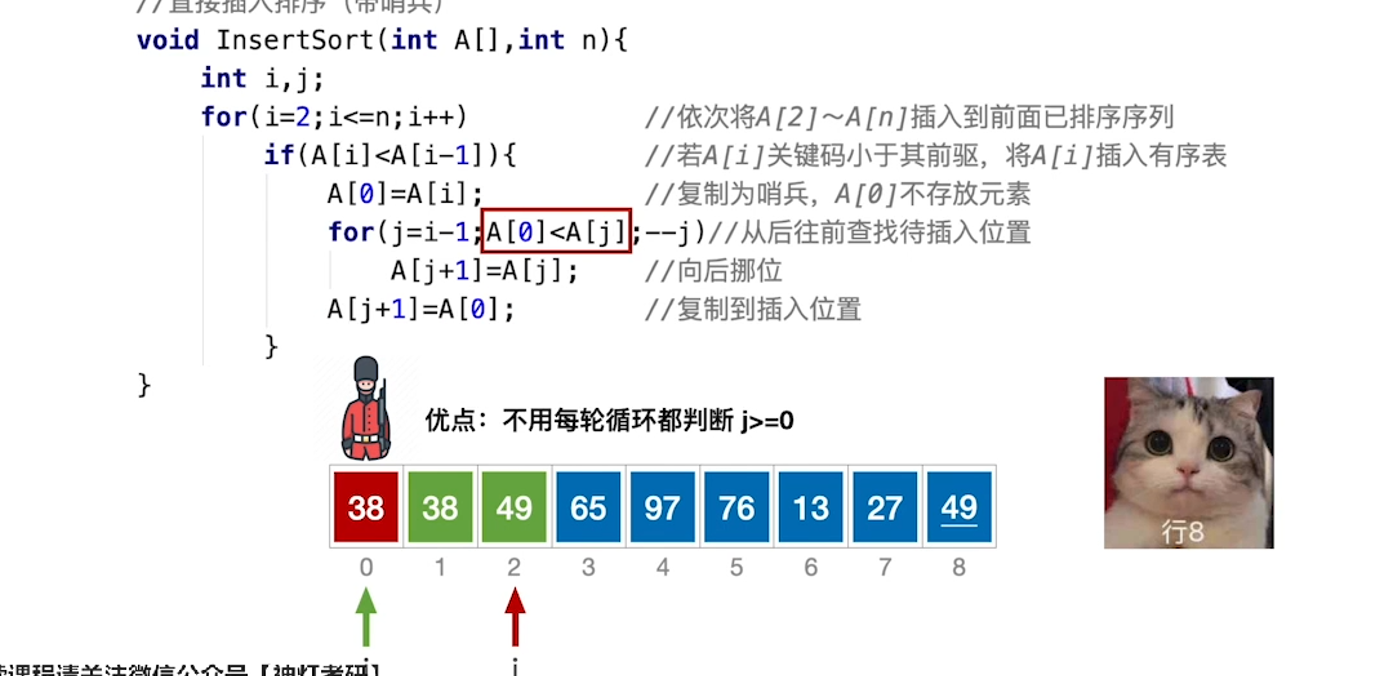 //直接插入排序（带哨兵）
void InsertSort(int A[],int n){
int i,j;
for(i=2;i<=n;i++) //依次将A[2]～A[n]插入到前面已排序序列
if(A[i]<A[i-1]){ //若A[i]关键码小于其前驱，将A[i]插入有序表
A[0]=A[i]; //复制为哨兵，A[0]不存放元素
for(j=i-1;A[0]<A[j];--j)//从后往前查找待插入位置
A[j+1]=A[j]; //向后挪位
A[j+1]=A[0]; //复制到插入位置
}
}
优点：不用每轮循环都判断 j>=0
38 38 49 65 97 76 13 27 49
0 1 2 3 4 5 6 7 8
行8
课程请关注微信公众号【神灯考研】